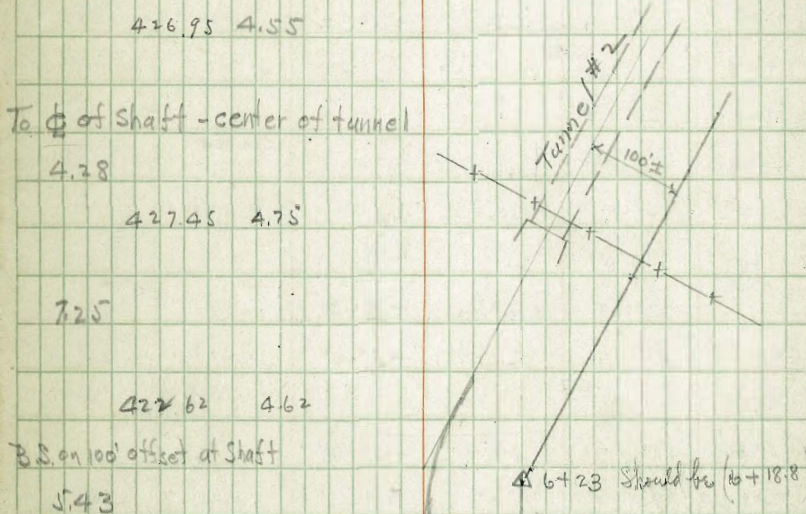 426.95 4.55
To ℄ of Shaft - center of tunnel
4.28
427.45 4.75
7.25
422 62 4.62
B.S. on 100' offset at Shaft
5.43
Tunnel #2
100'±
6+23 Should be (6+18.8